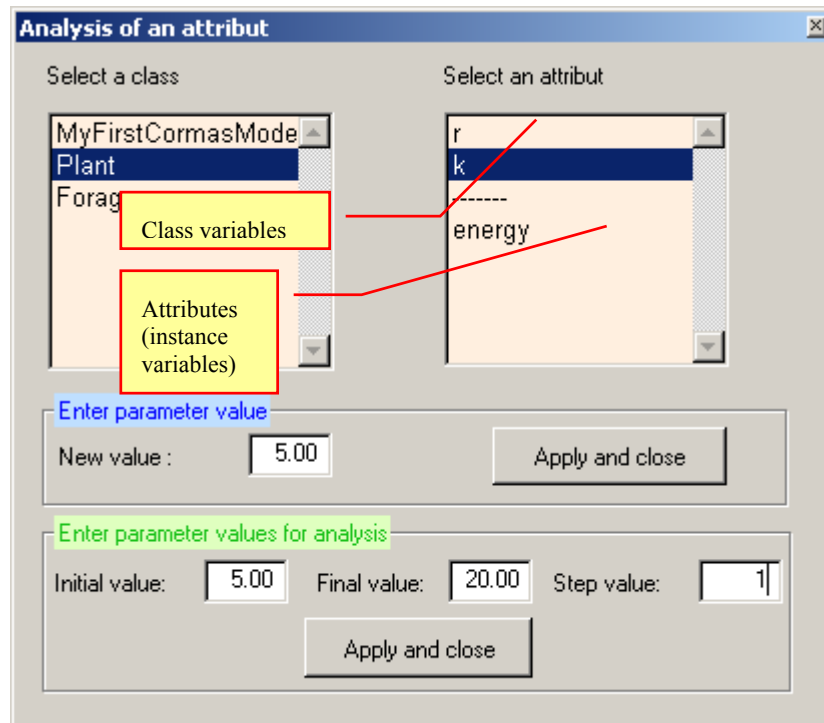 Analysis of an attribut
Select a class
Select an attribut
MyFirstCormasMode
Plant
Forag
r
k
-------
energy
Class variables
Attributes
(instance
variables)
Enter parameter value
New value :
5.00
Apply and close
Enter parameter values for analysis
Initial value:
5.00
Final value:
20.00
Step value:
1
Apply and close